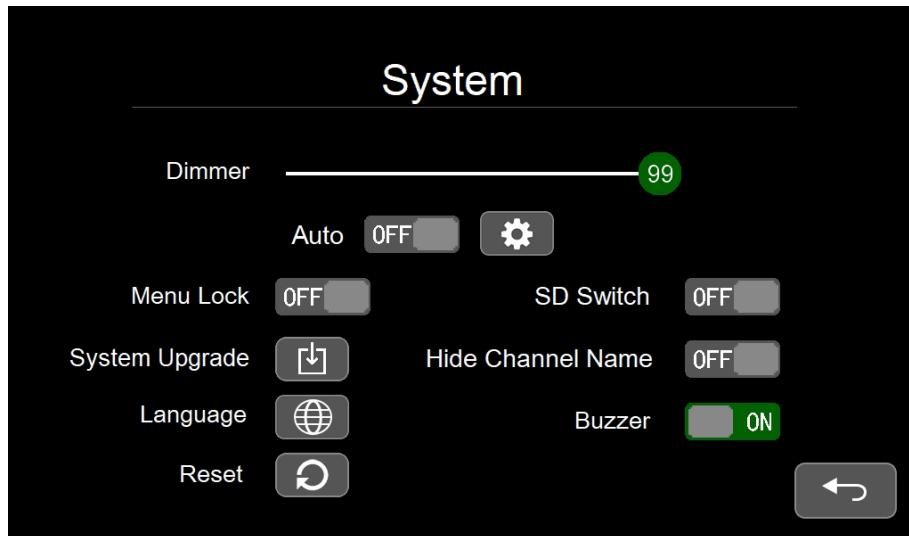 System
Dimmer 99
Auto OFF
Menu Lock OFF SD Switch OFF
System Upgrade Hide Channel Name OFF
Language Buzzer ON
Reset